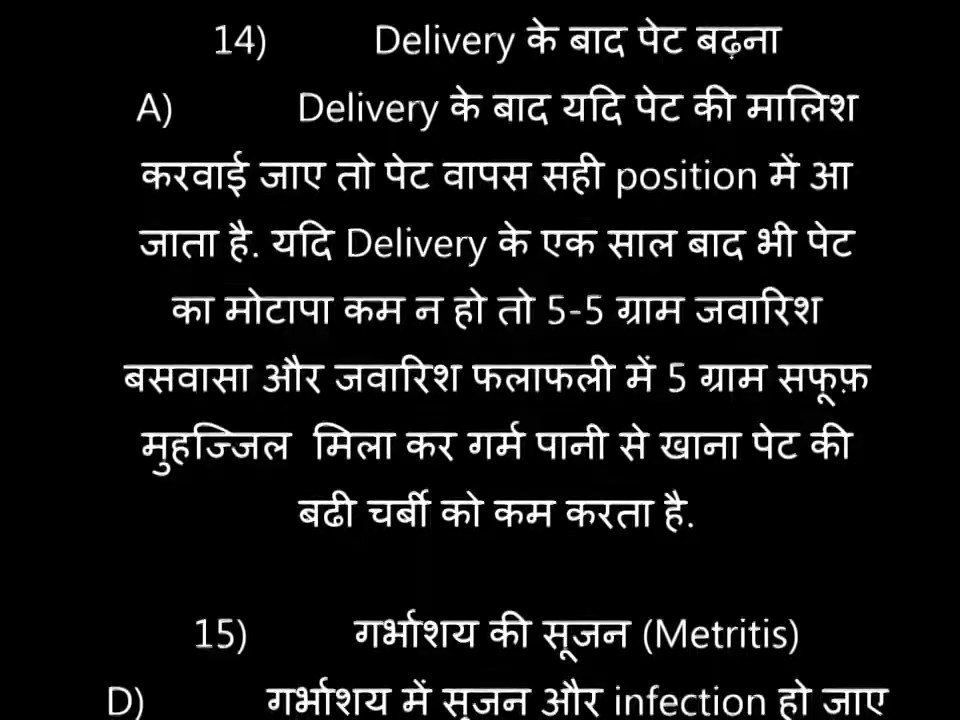 14) Delivery के बाद पेट बढ़ना
A) Delivery के बाद यदि पेट की मालिश
करवाई जाए तो पेट वापस सही position में आ
जाता है. यदि Delivery के एक साल बाद भी पेट
का मोटापा कम न हो तो 5-5 ग्राम जवारिश
बसवासा और जवारिश फलाफली में 5 ग्राम सफूफ़
मुहज्जिल मिला कर गर्म पानी से खाना पेट की
बढी चर्बी को कम करता है.
15) गर्भाशय की सूजन (Metritis)
D) गर्भाशय में सूजन और infection हो जाए